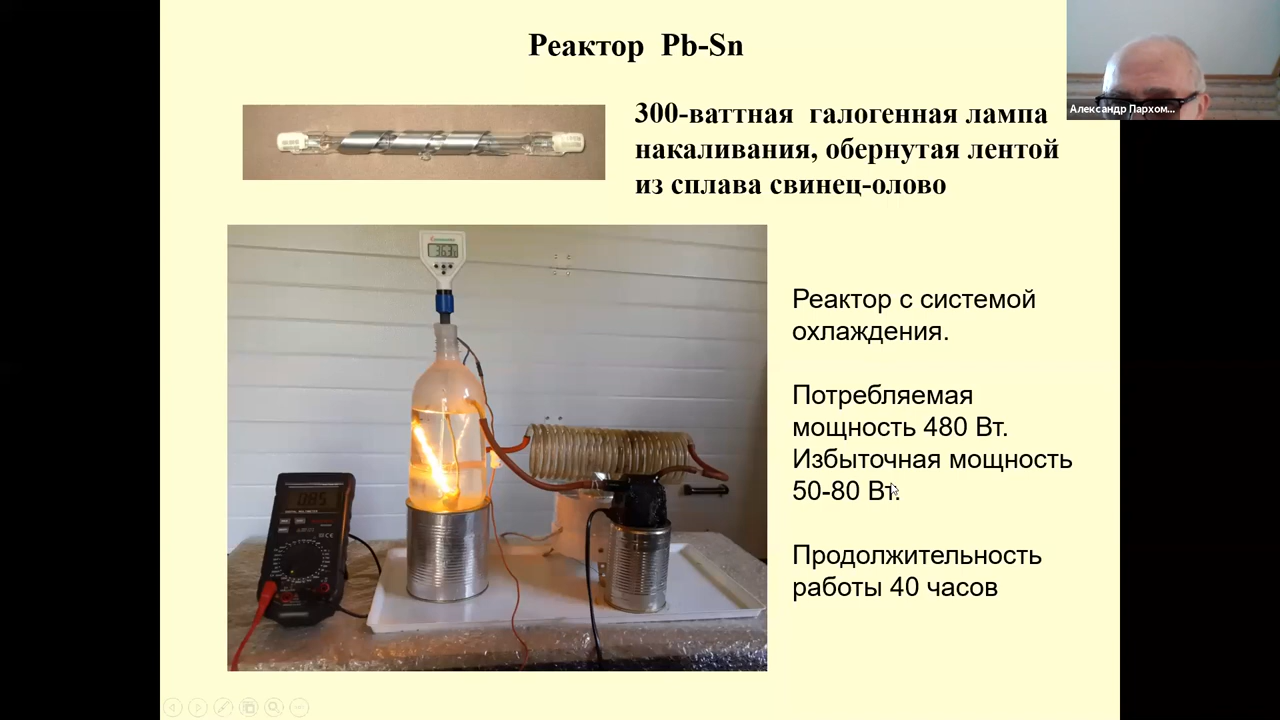 Реактор Pb-Sn
Александр Пархом...
300-ваттная галогенная лампа
накаливания, обернутая лентой
из сплава свинец-олово
Реактор с системой
охлаждения.
Потребляемая
мощность 480 Вт.
Избыточная мощность
50-80 Вт.
Продолжительность
работы 40 часов